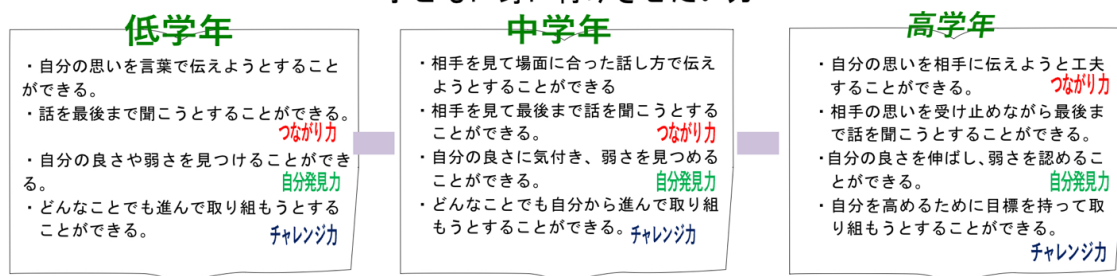 低学年
・自分の思いを言葉で伝えようとすること
ができる。
・話を最後まで聞こうとすることができる。
つながり力
・自分の良さや弱さを見つけることができ
る。
自分発見力
・どんなことでも進んで取り組もうとする
ことができる。
チャレンジ力
中学年
・相手を見て場面に合った話し方で伝え
ようとすることができる
・相手を見て最後まで話を聞こうとする
ことができる。
つながり力
・自分の良さに気付き、弱さを見つめる
ことができる。
自分発見力
・どんなことでも自分から進んで取り組
もうとすることができる。
チャレンジ力
高学年
・自分の思いを相手に伝えようと工夫
することができる。
つながり力
・相手の思いを受け止めながら最後ま
で話を聞こうとすることができる。
・自分の良さを伸ばし、弱さを認めるこ
とができる。
自分発見力
・自分を高めるために目標を持って取
り組もうとすることができる。
チャレンジ力